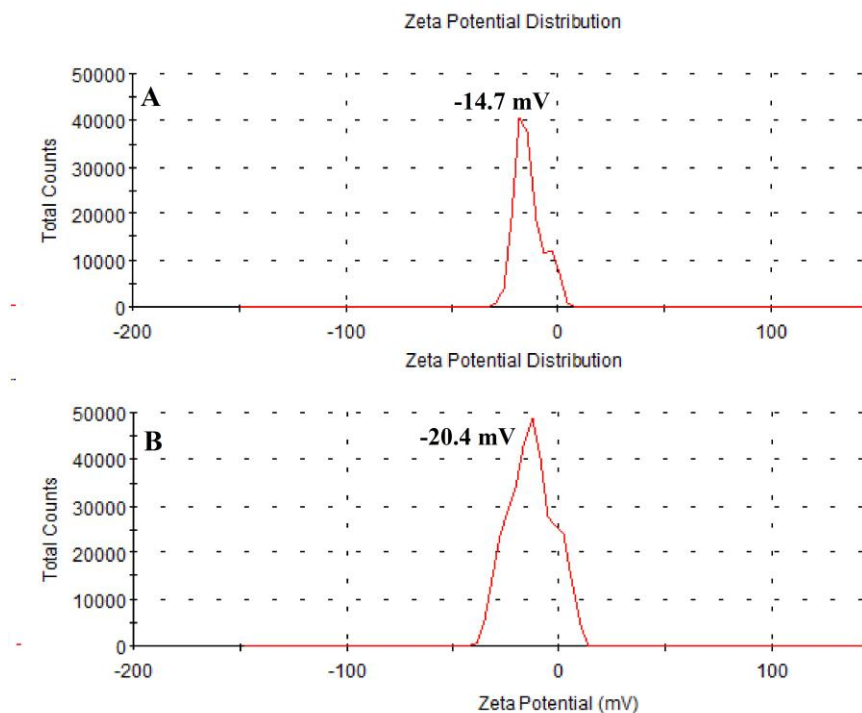 Zeta Potential Distribution
A
-14.7 mV
Total Counts
50000
40000
30000
20000
10000
0
-200 -100 0 100
Zeta Potential Distribution
B
-20.4 mV
Total Counts
50000
40000
30000
20000
10000
0
-200 -100 0 100
Zeta Potential (mV)